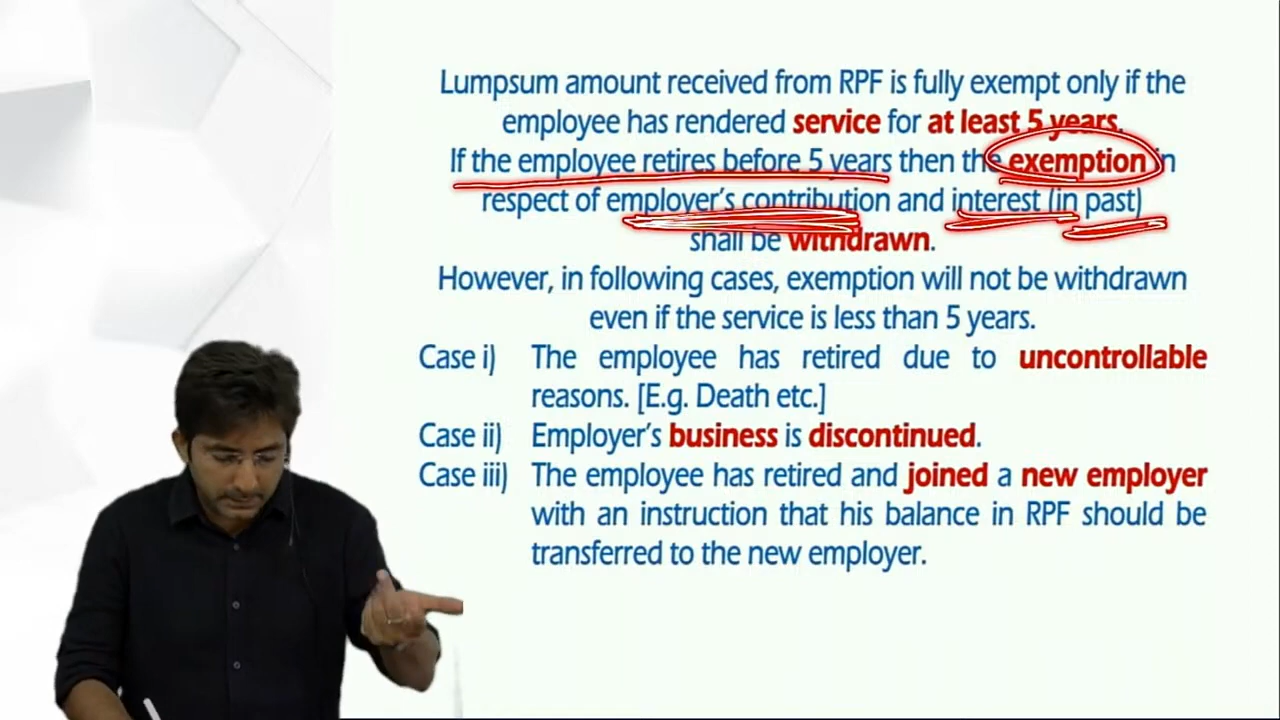 Lumpsum amount received from RPF is fully exempt only if the
employee has rendered service for at least 5 years.
If the employee retires before 5 years then the exemption in
respect of employer's contribution and interest (in past)
shall be withdrawn.
However, in following cases, exemption will not be withdrawn
even if the service is less than 5 years.
Case i) The employee has retired due to uncontrollable
reasons. [E.g. Death etc.]
Case ii) Employer's business is discontinued.
Case iii) The employee has retired and joined a new employer
with an instruction that his balance in RPF should be
transferred to the new employer.